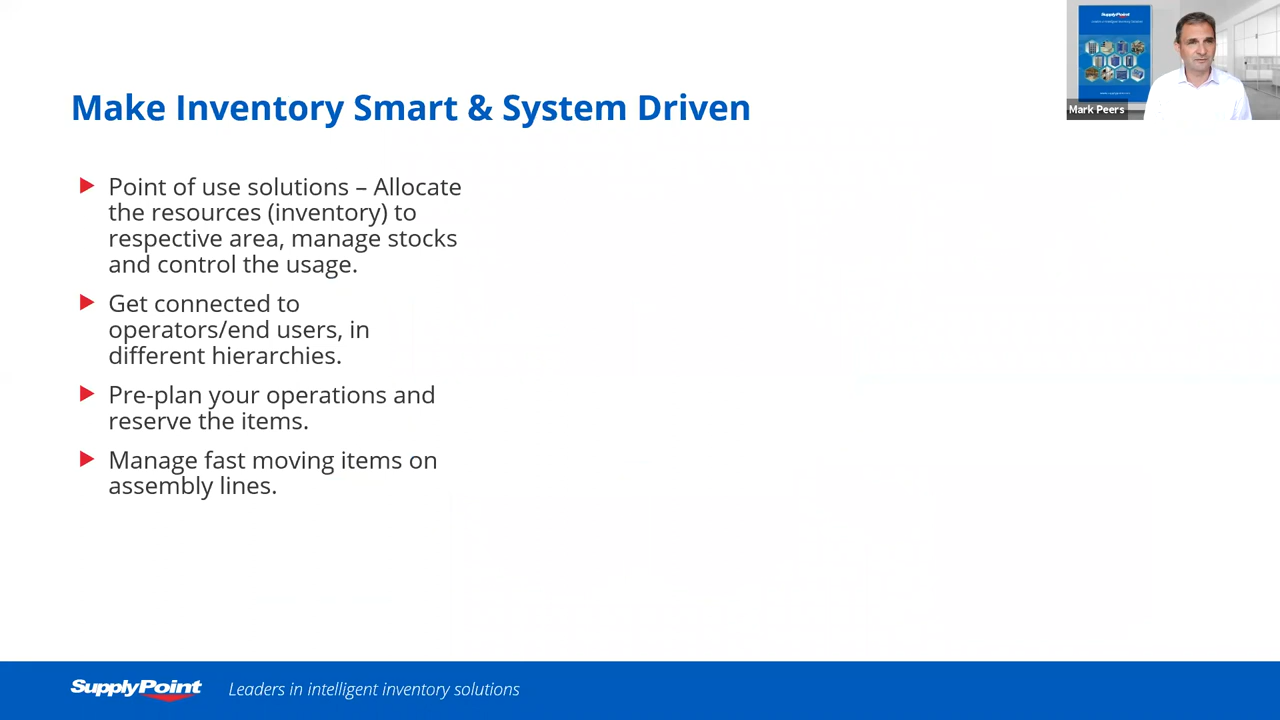 SupplyPoint
Mark Peers
Make Inventory Smart & System Driven
Point of use solutions – Allocate
the resources (inventory) to
respective area, manage stocks
and control the usage.
Get connected to
operators/end users, in
different hierarchies.
Pre-plan your operations and
reserve the items.
Manage fast moving items on
assembly lines.
SupplyPoint
Leaders in intelligent inventory solutions